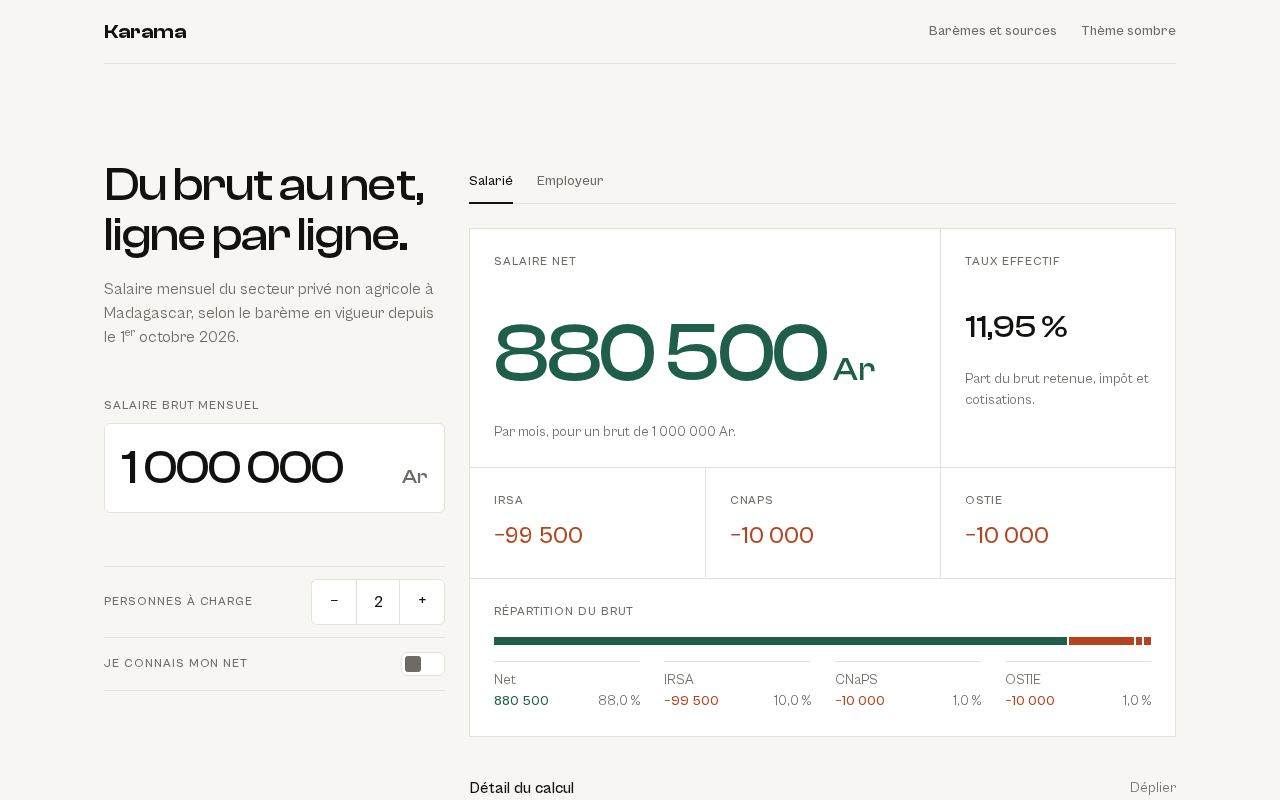 Karama
Barèmes et sources
Thème sombre
Du brut au net,
ligne par ligne.
Salaire mensuel du secteur privé non agricole à
Madagascar, selon le barème en vigueur depuis
le 1er octobre 2026.
SALAIRE BRUT MENSUEL
1 000 000 Ar
PERSONNES À CHARGE
− 2 +
JE CONNAIS MON NET
Salarié
Employeur
SALAIRE NET
880 500 Ar
Par mois, pour un brut de 1 000 000 Ar.
TAUX EFFECTIF
11,95 %
Part du brut retenue, impôt et
cotisations.
IRSA
−99 500
CNAPS
−10 000
OSTIE
−10 000
RÉPARTITION DU BRUT
Net
880 500 88,0 %
IRSA
−99 500 10,0 %
CNaPS
−10 000 1,0 %
OSTIE
−10 000 1,0 %
Détail du calcul
Déplier